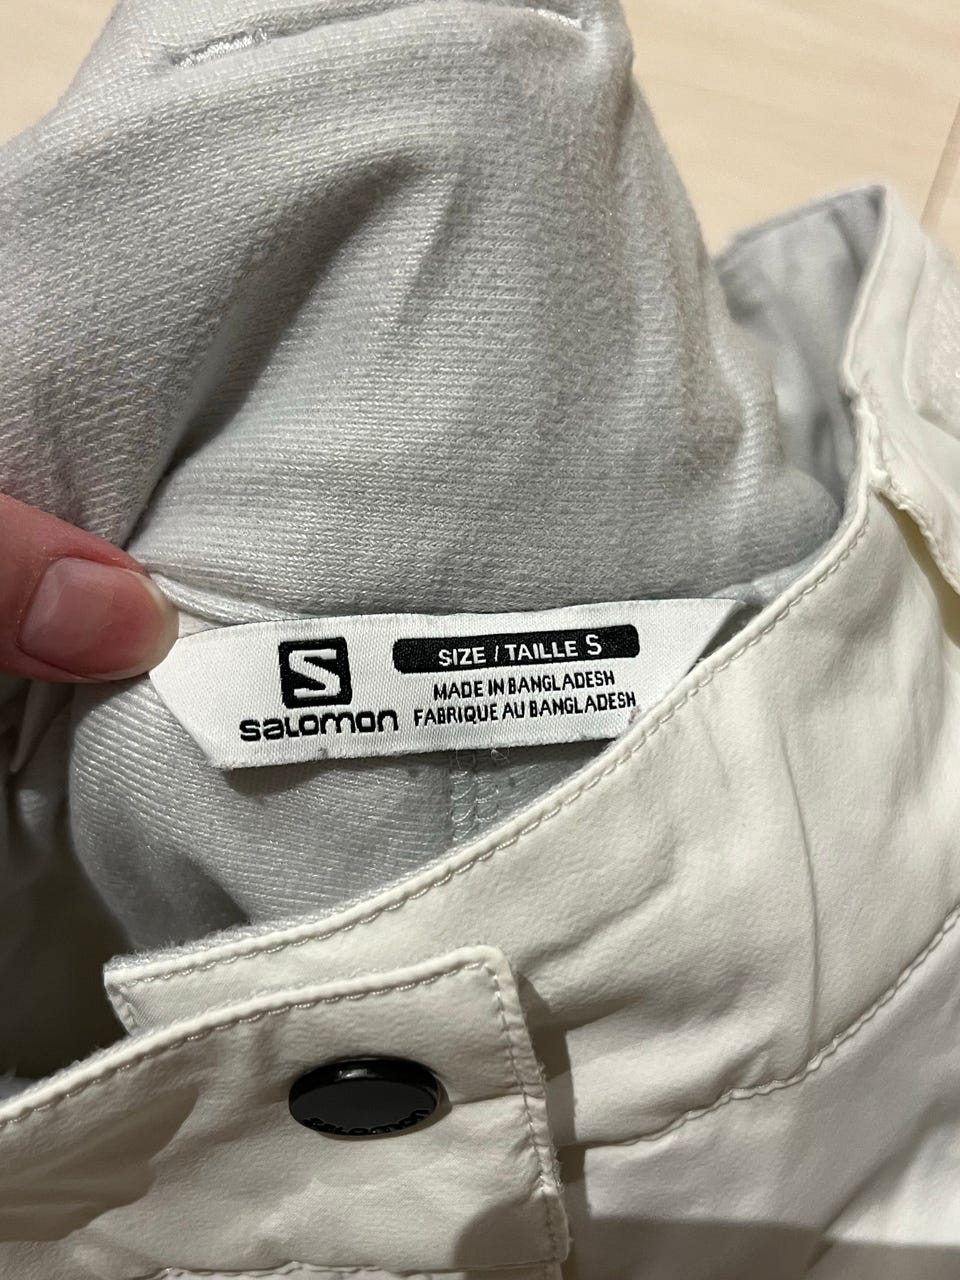 S
salomon
SIZE / TAILLE S
MADE IN BANGLADESH
FABRIQUE AU BANGLADESH
salomon